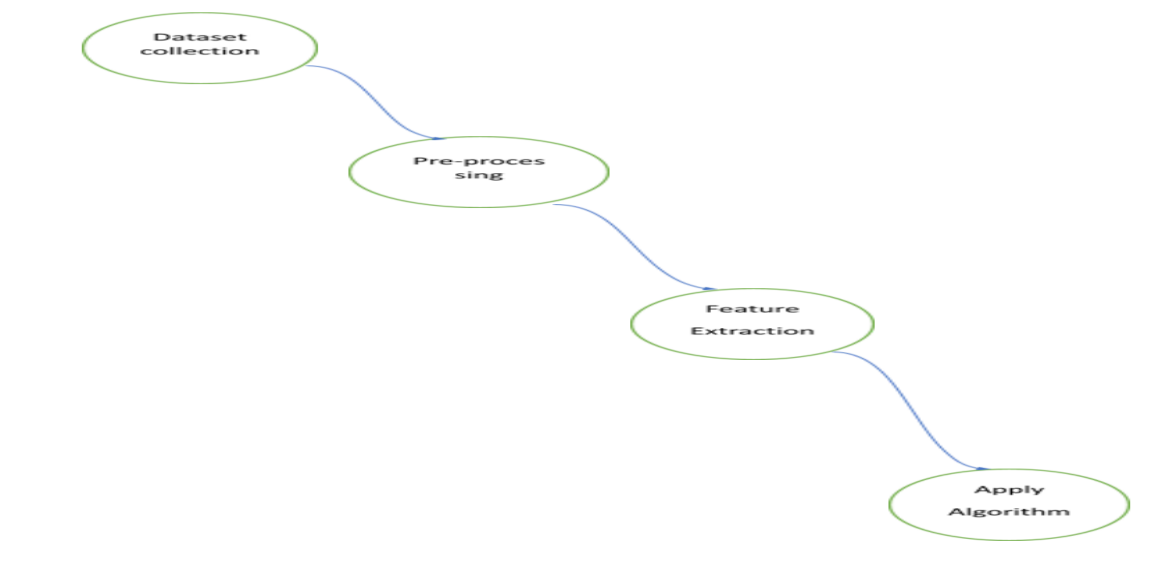 Dataset
collection
Pre-proces
sing
Feature
Extraction
Apply
Algorithm